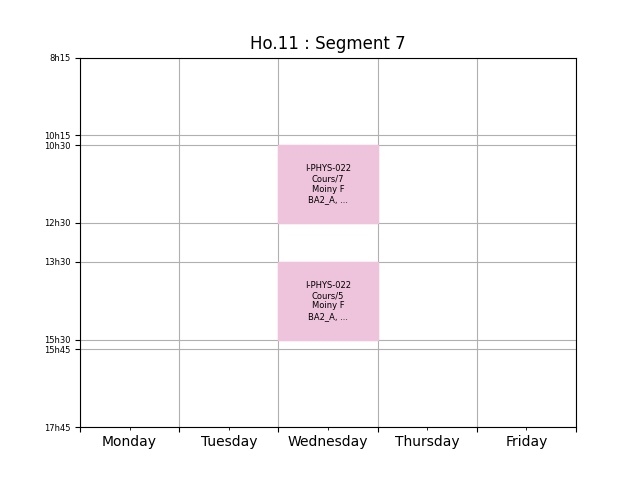 Ho.11 : Segment 7
8h15
10h15
10h30
I-PHYS-022
Cours/7
Moiny F
BA2_A, ...
12h30
13h30
I-PHYS-022
Cours/5
Moiny F
BA2_A, ...
15h30
15h45
17h45
Monday Tuesday Wednesday Thursday Friday